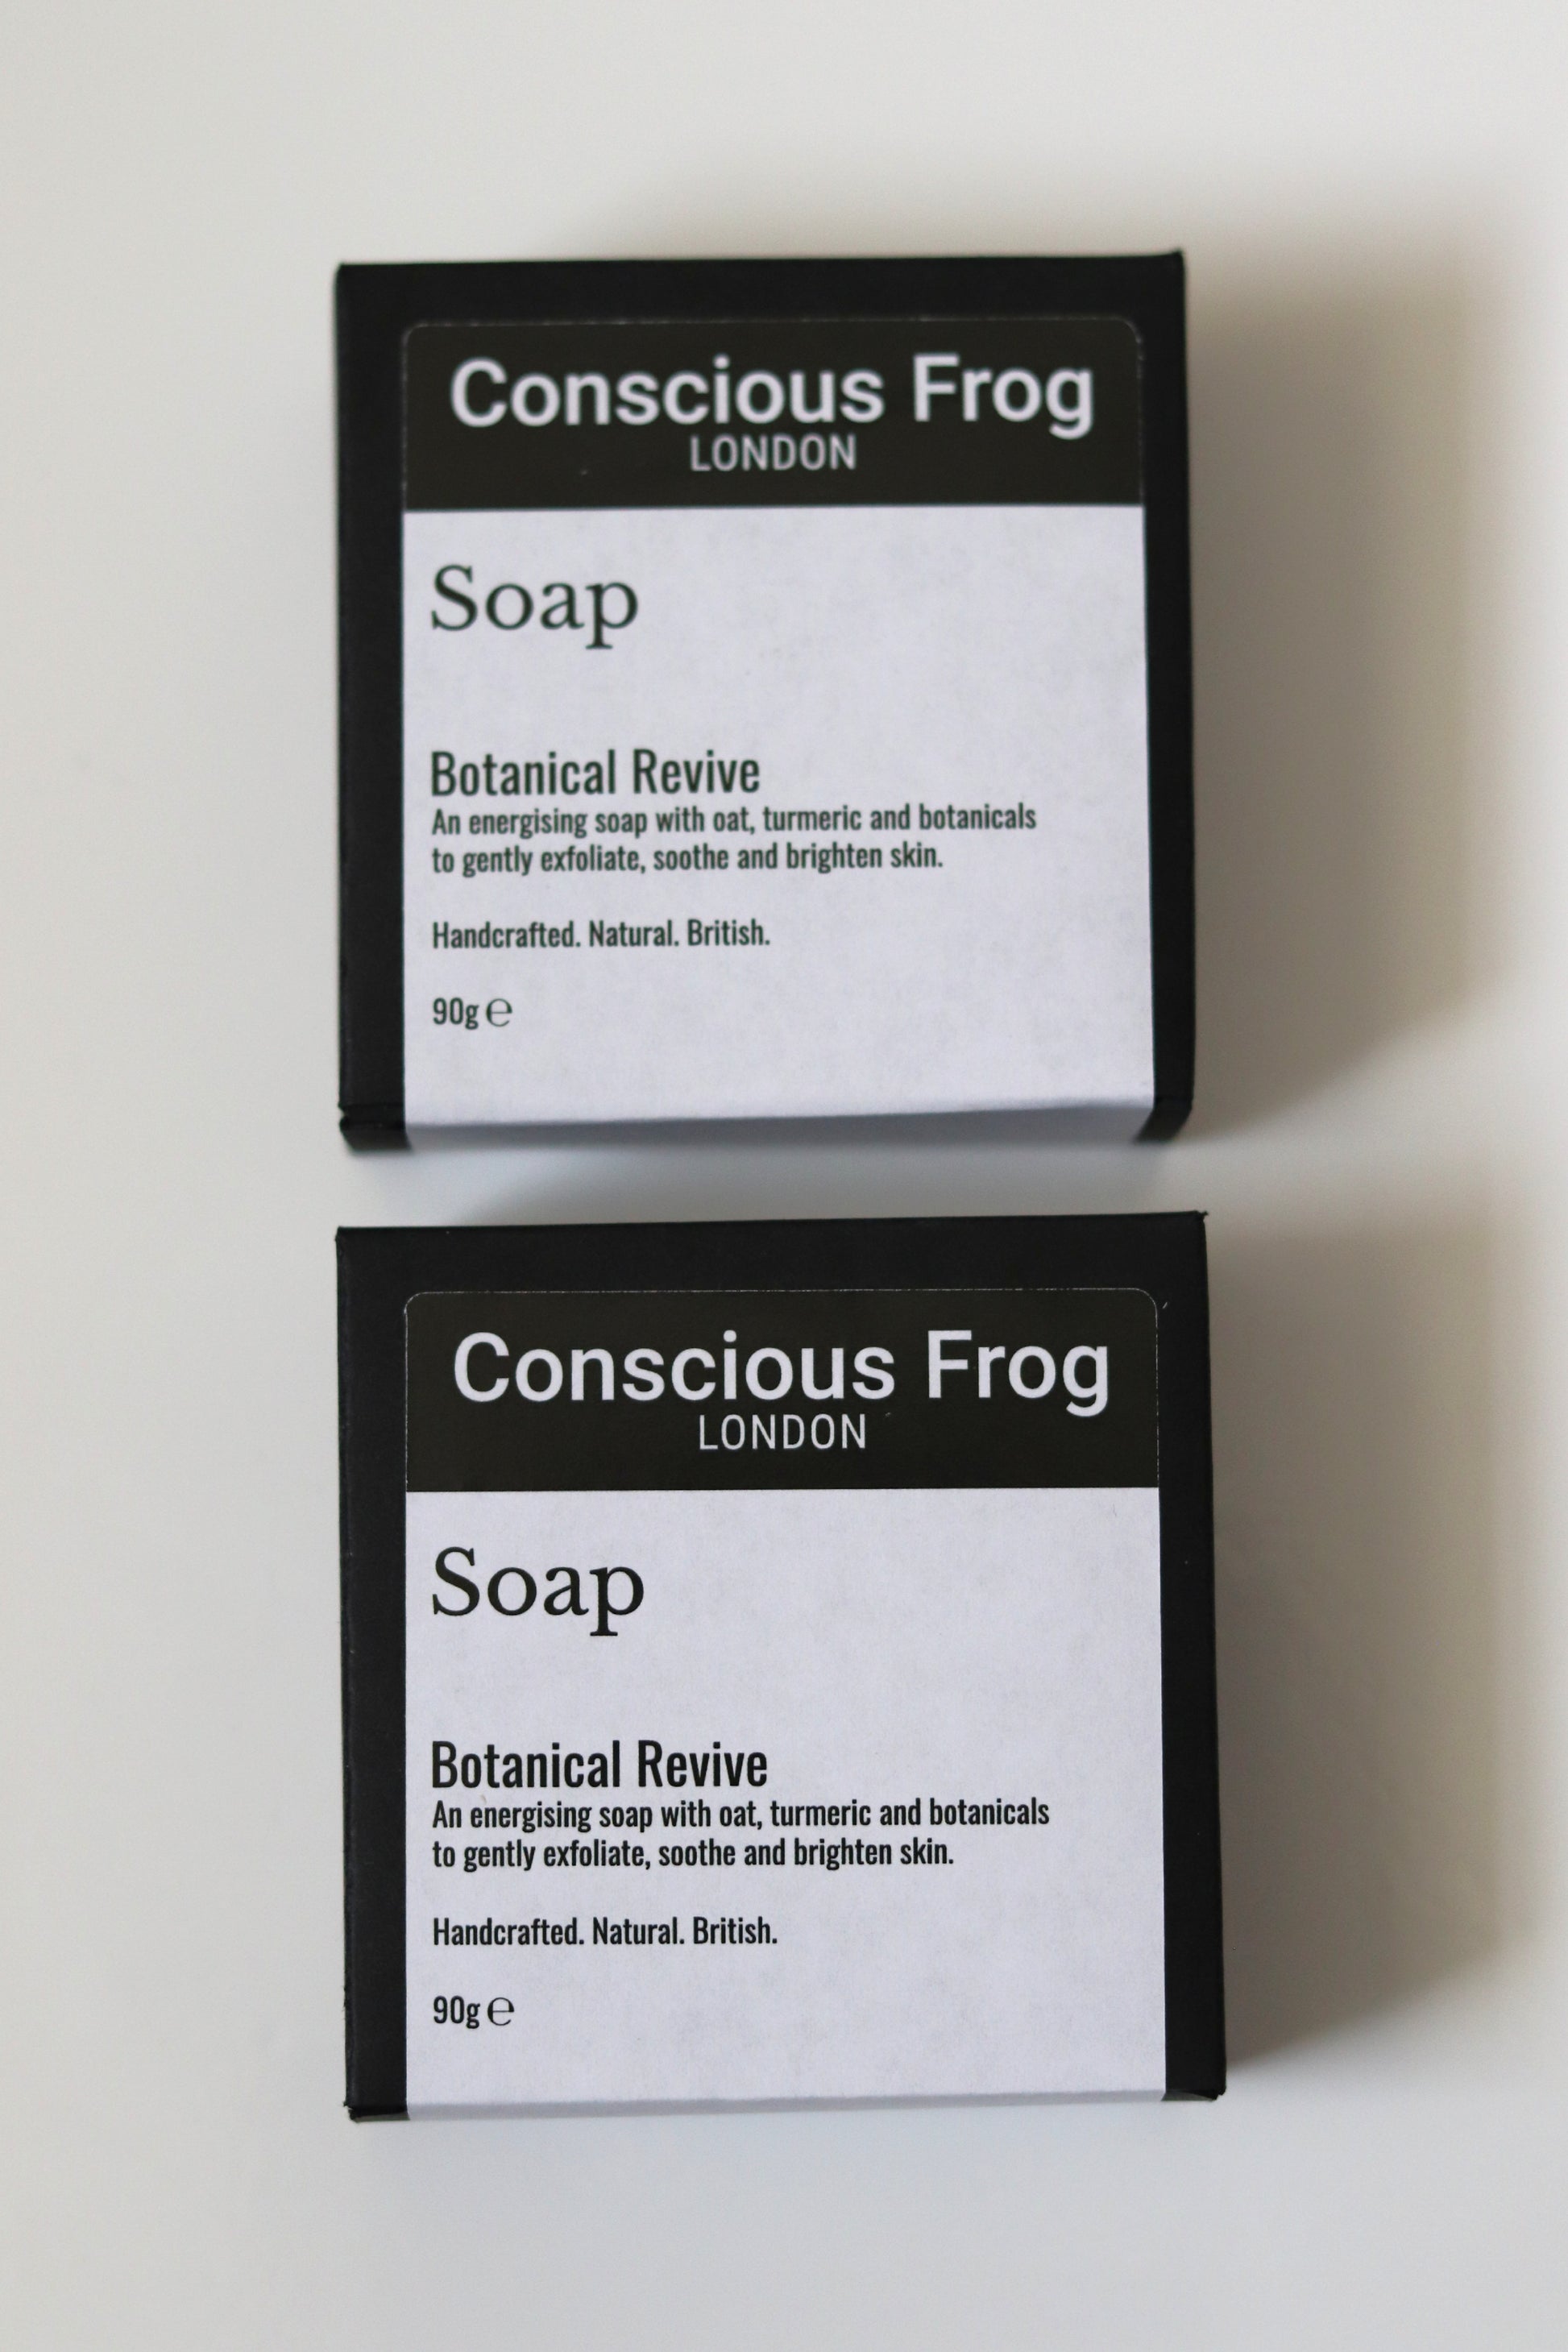 Conscious Frog
LONDON
Soap
Botanical Revive
An energising soap with oat, turmeric and botanicals
to gently exfoliate, soothe and brighten skin.
Handcrafted. Natural. British.
90g ℮
Conscious Frog
LONDON
Soap
Botanical Revive
An energising soap with oat, turmeric and botanicals
to gently exfoliate, soothe and brighten skin.
Handcrafted. Natural. British.
90g ℮